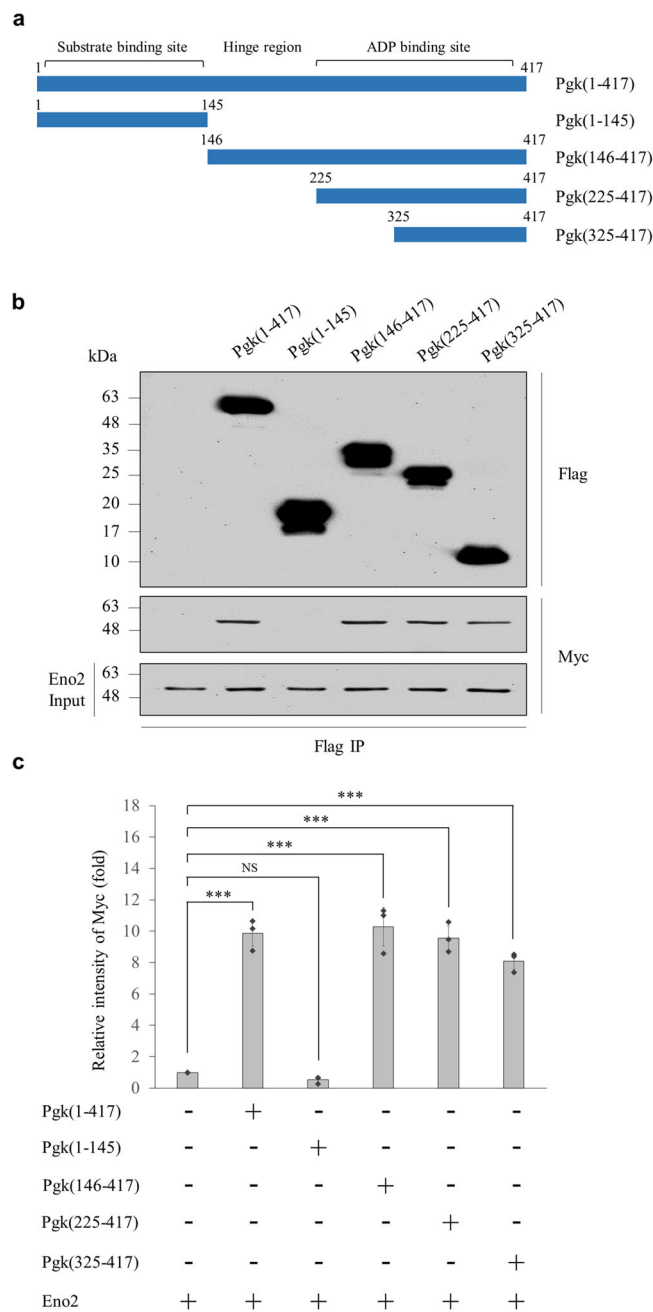 a
Substrate binding site Hinge region ADP binding site
1 417
Pgk(1-417)
1 145
Pgk(1-145)
146 417
Pgk(146-417)
225 417
Pgk(225-417)
325 417
Pgk(325-417)
b
Pgk(1-417) Pgk(1-145) Pgk(146-417) Pgk(225-417) Pgk(325-417)
kDa
63
48
35
25
20
17
10
Flag
63
48
Myc
Eno2 Input
63
48
Flag IP
c
Relative intensity of Myc (fold)
18
16
14
12
10
8
6
4
2
0
***
***
***
NS
***
Pgk(1-417) - + - - - -
Pgk(1-145) - - + - - -
Pgk(146-417) - - - + - -
Pgk(225-417) - - - - + -
Pgk(325-417) - - - - - +
Eno2 + + + + + +